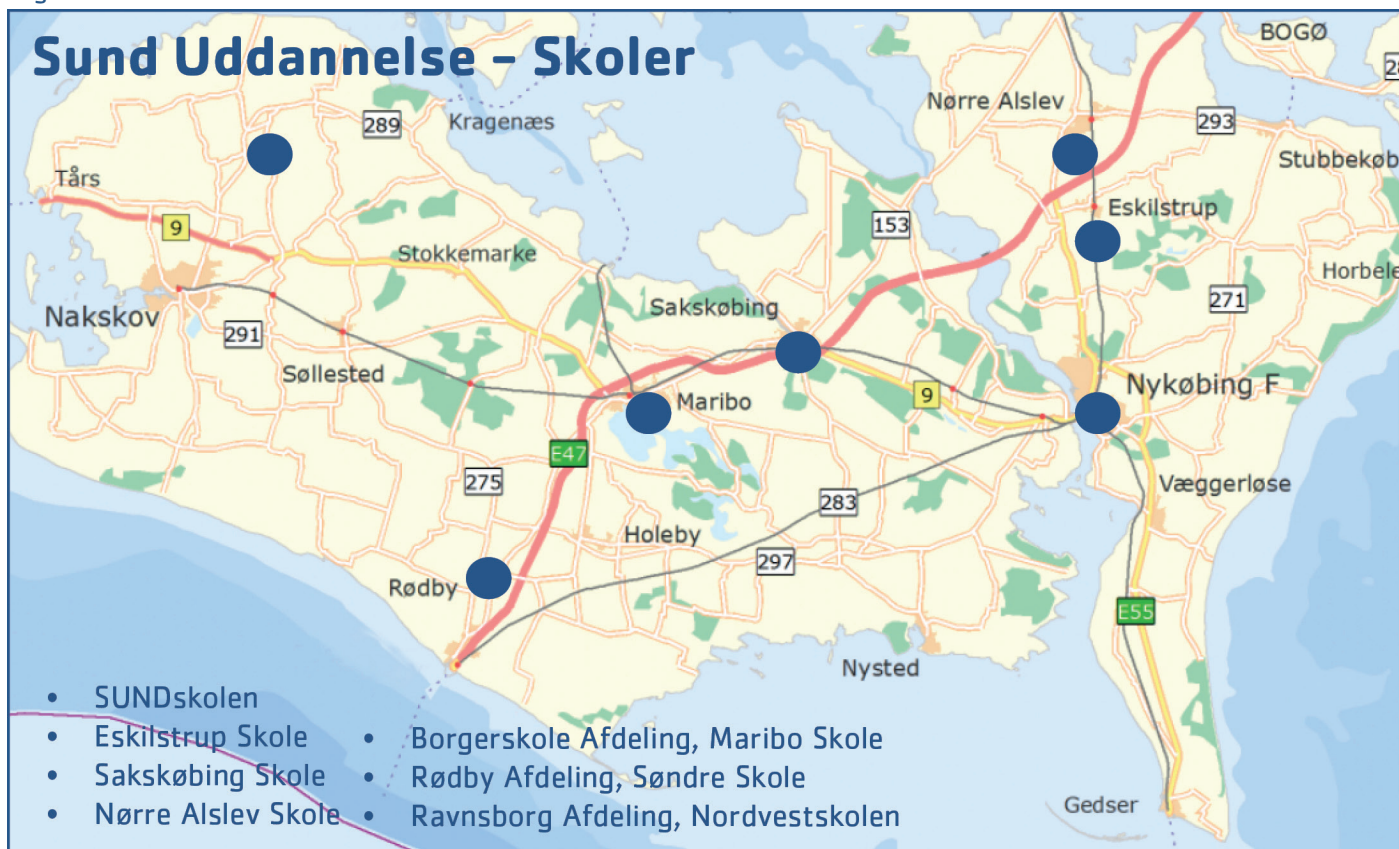 Sund Uddannelse – Skoler
BOGØ
Nørre Alslev
289
Kragenæs
293
Stubbekøb
Tårs
9
Eskilstrup
153
Stokkemarke
Horbele
271
Sakskøbing
Nakskov
291
Søllested
Nykøbing F
9
Maribo
E47
275
283
Væggerløse
Holeby
297
Rødby
E55
Nysted
Gedser
• SUNDskolen
• Eskilstrup Skole
• Sakskøbing Skole
• Nørre Alslev Skole
• Borgerskole Afdeling, Maribo Skole
• Rødby Afdeling, Søndre Skole
• Ravnsborg Afdeling, Nordvestskolen